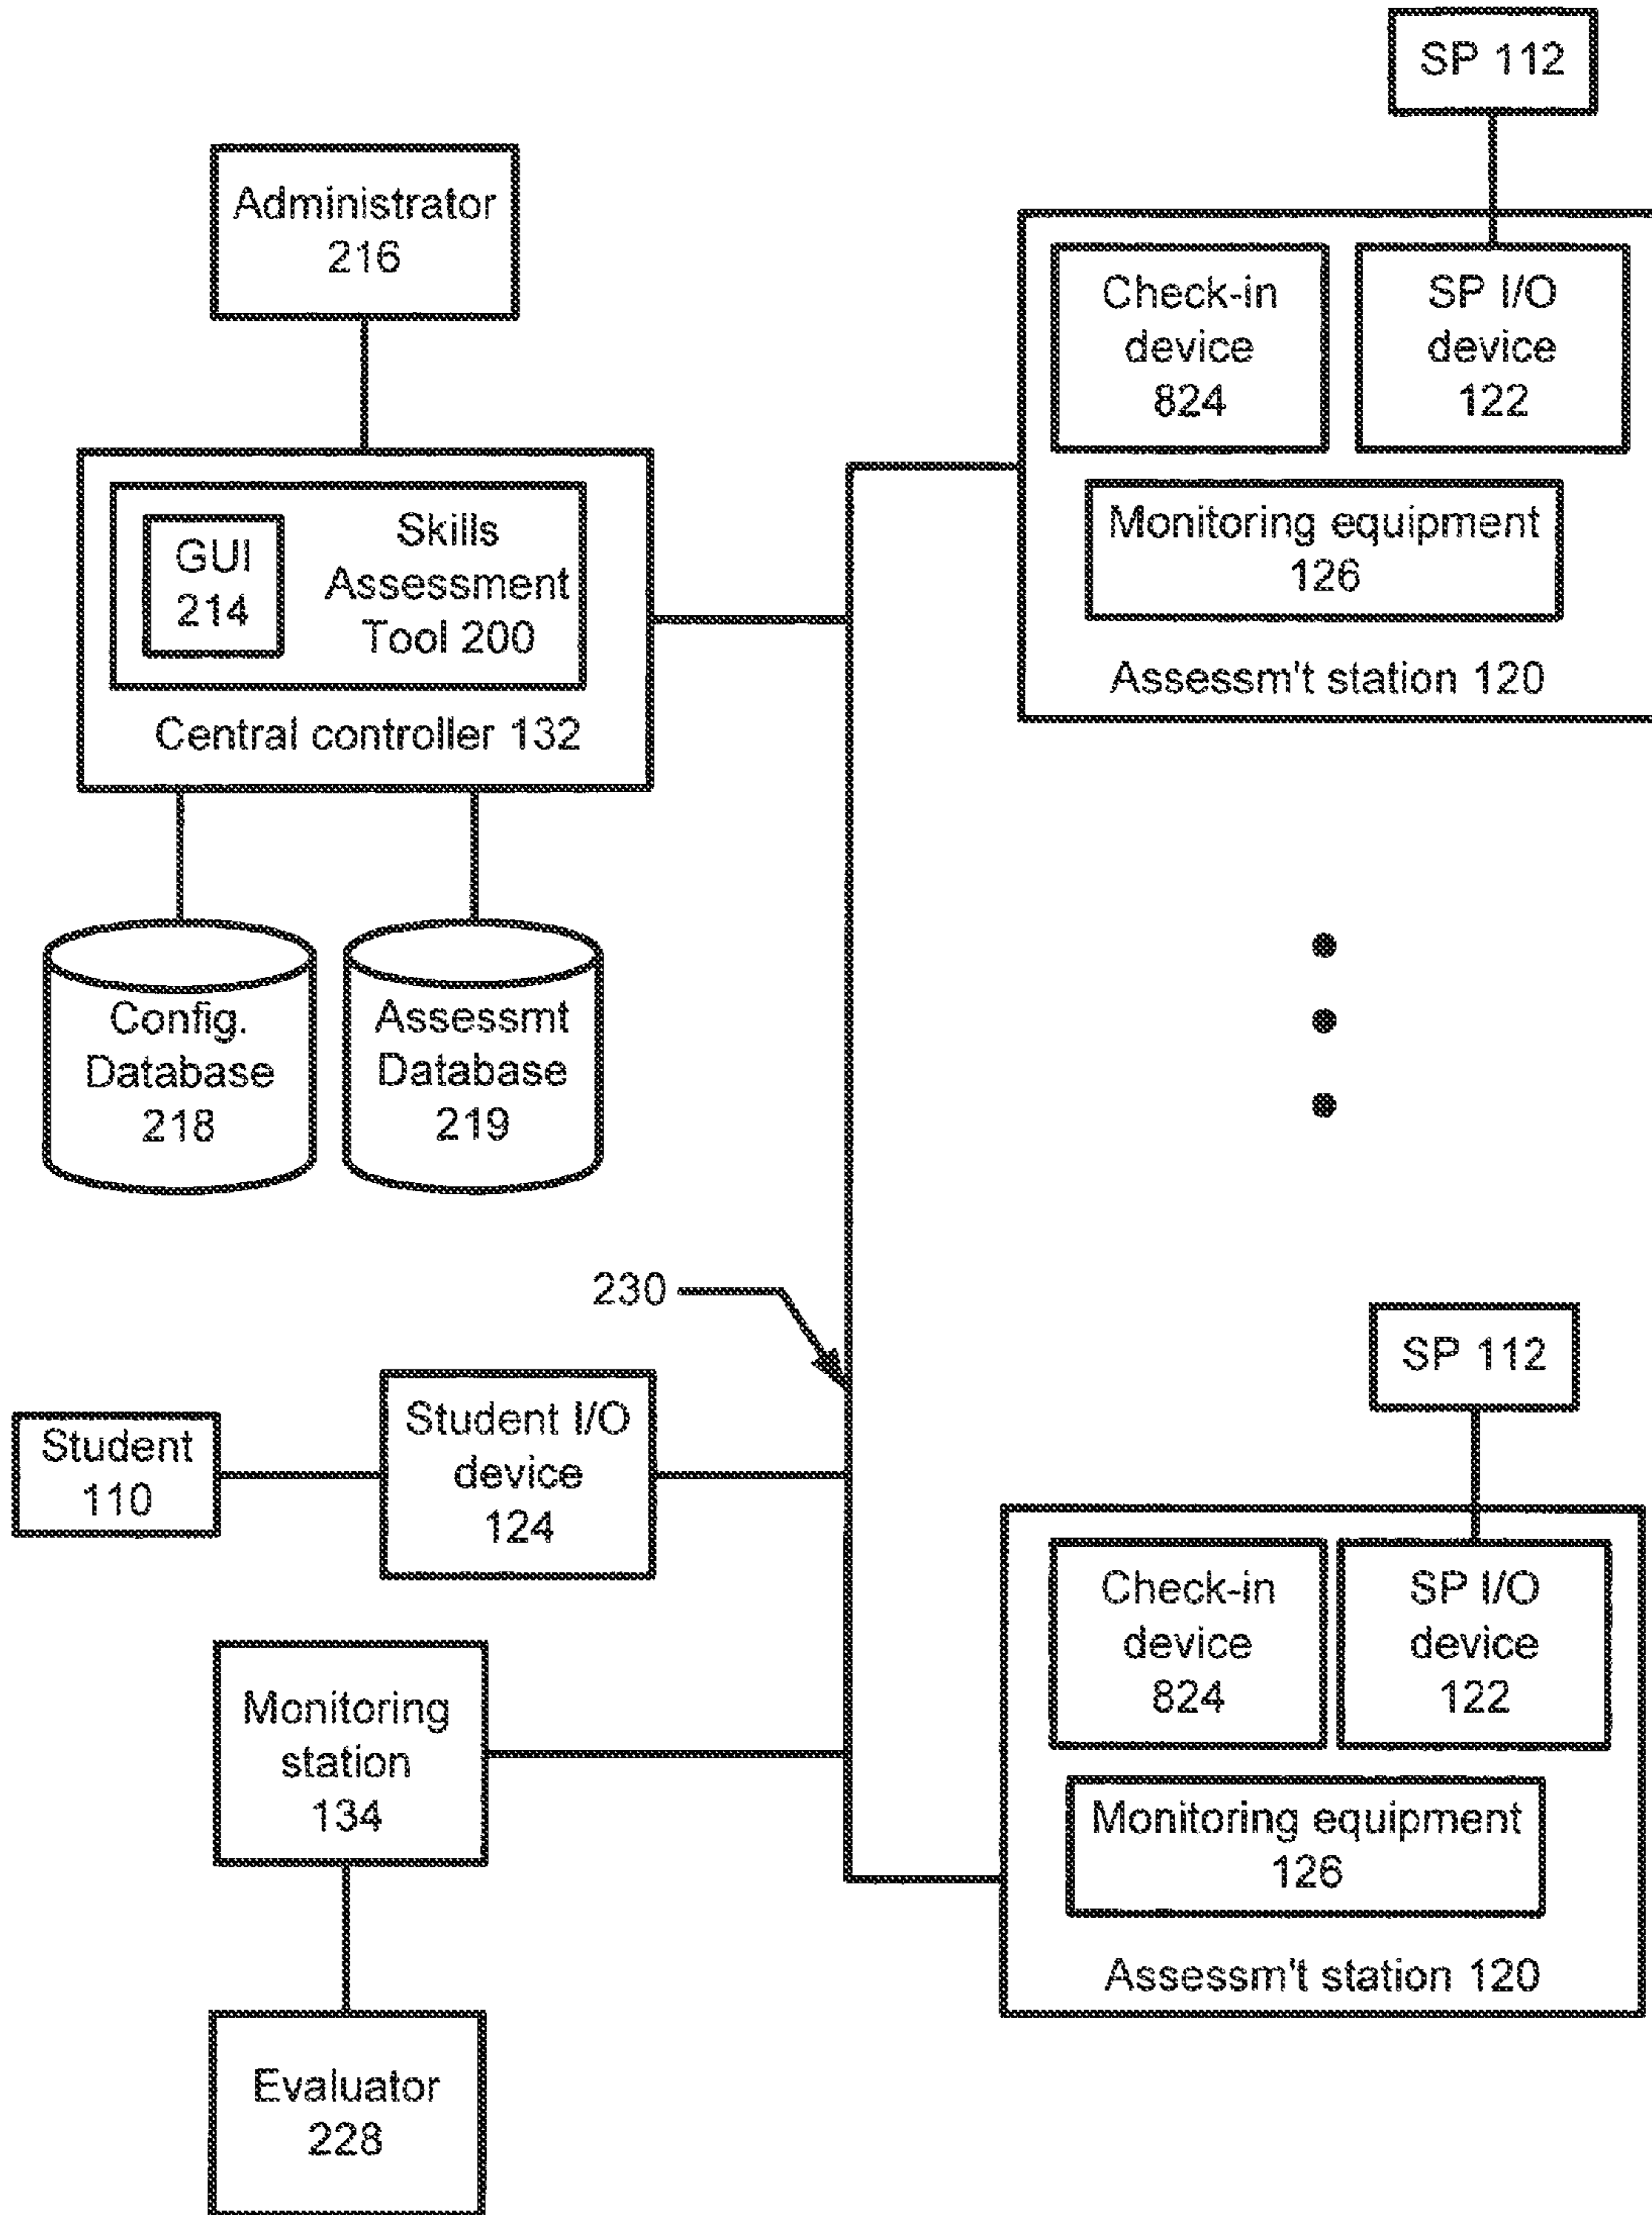 SP 112
Administrator
216
Check-in
device
824
SP I/O
device
122
Monitoring equipment
126
Assessm't station 120
GUI
214
Skills
Assessment
Tool 200
Central controller 132
Config.
Database
218
Assessmt
Database
219
230
SP 112
Student
110
Student I/O
device
124
Check-in
device
824
SP I/O
device
122
Monitoring equipment
126
Assessm't station 120
Monitoring
station
134
Evaluator
228